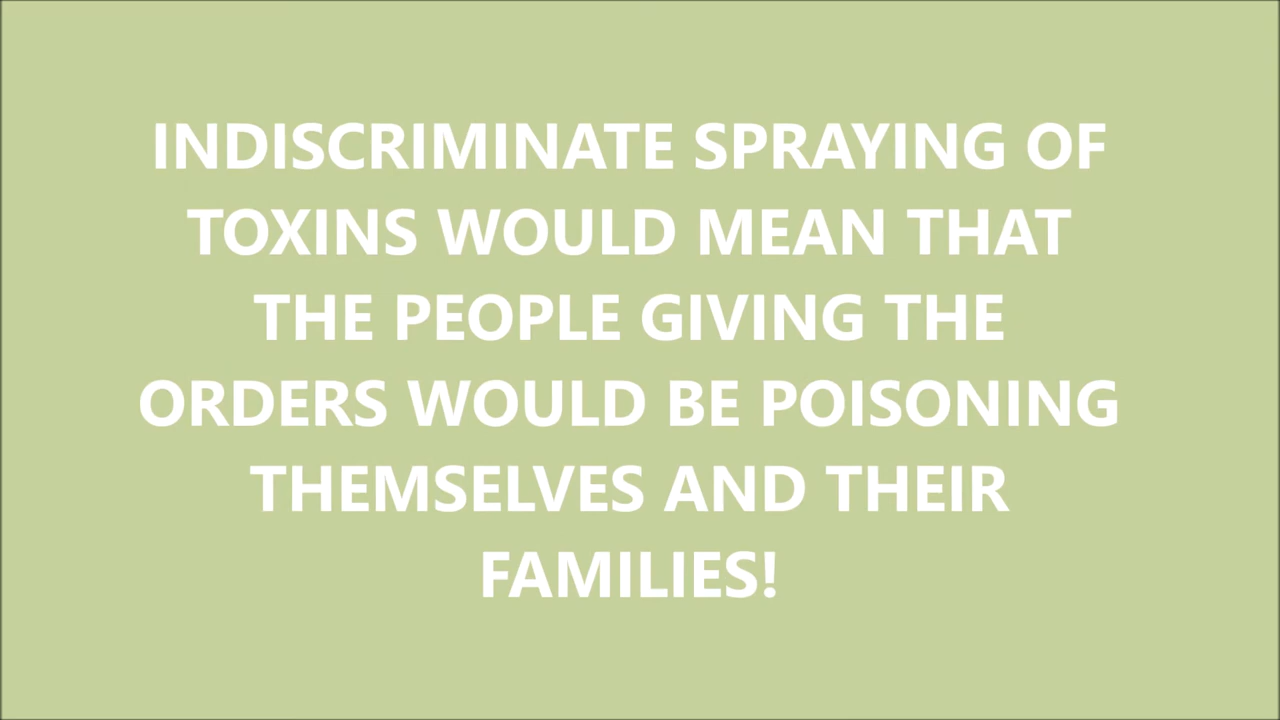 INDISCRIMINATE SPRAYING OF
TOXINS WOULD MEAN THAT
THE PEOPLE GIVING THE
ORDERS WOULD BE POISONING
THEMSELVES AND THEIR
FAMILIES!